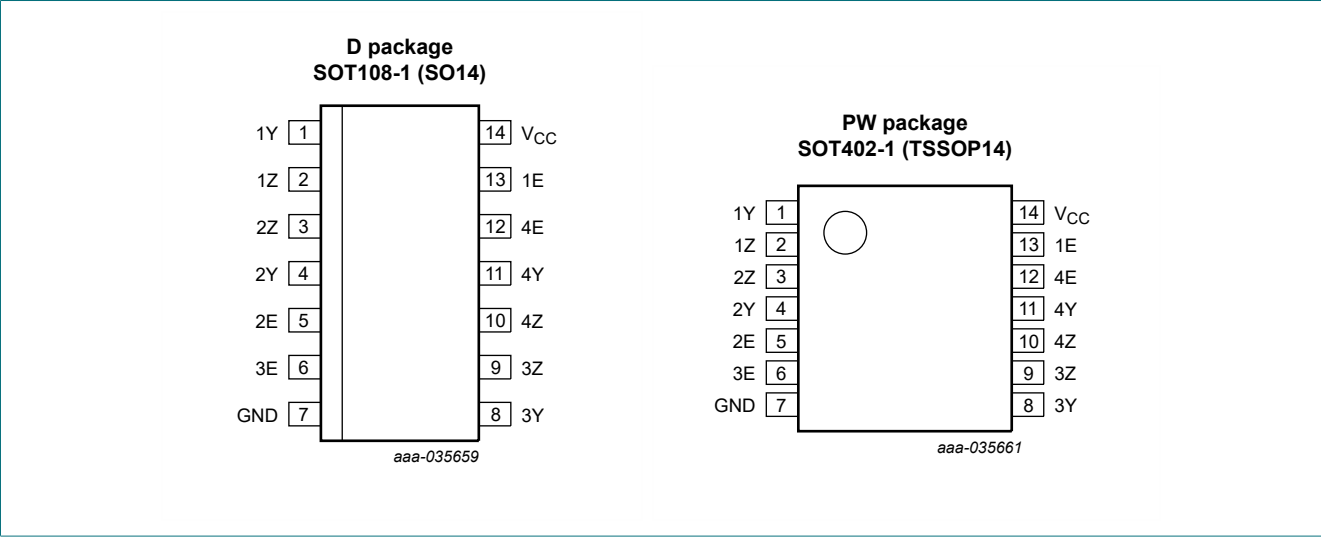 D package
SOT108-1 (SO14)
1Y 1 14 VCC
1Z 2 13 1E
2Z 3 12 4E
2Y 4 11 4Y
2E 5 10 4Z
3E 6 9 3Z
GND 7 8 3Y
aaa-035659
PW package
SOT402-1 (TSSOP14)
1Y 1 14 VCC
1Z 2 13 1E
2Z 3 12 4E
2Y 4 11 4Y
2E 5 10 4Z
3E 6 9 3Z
GND 7 8 3Y
aaa-035661